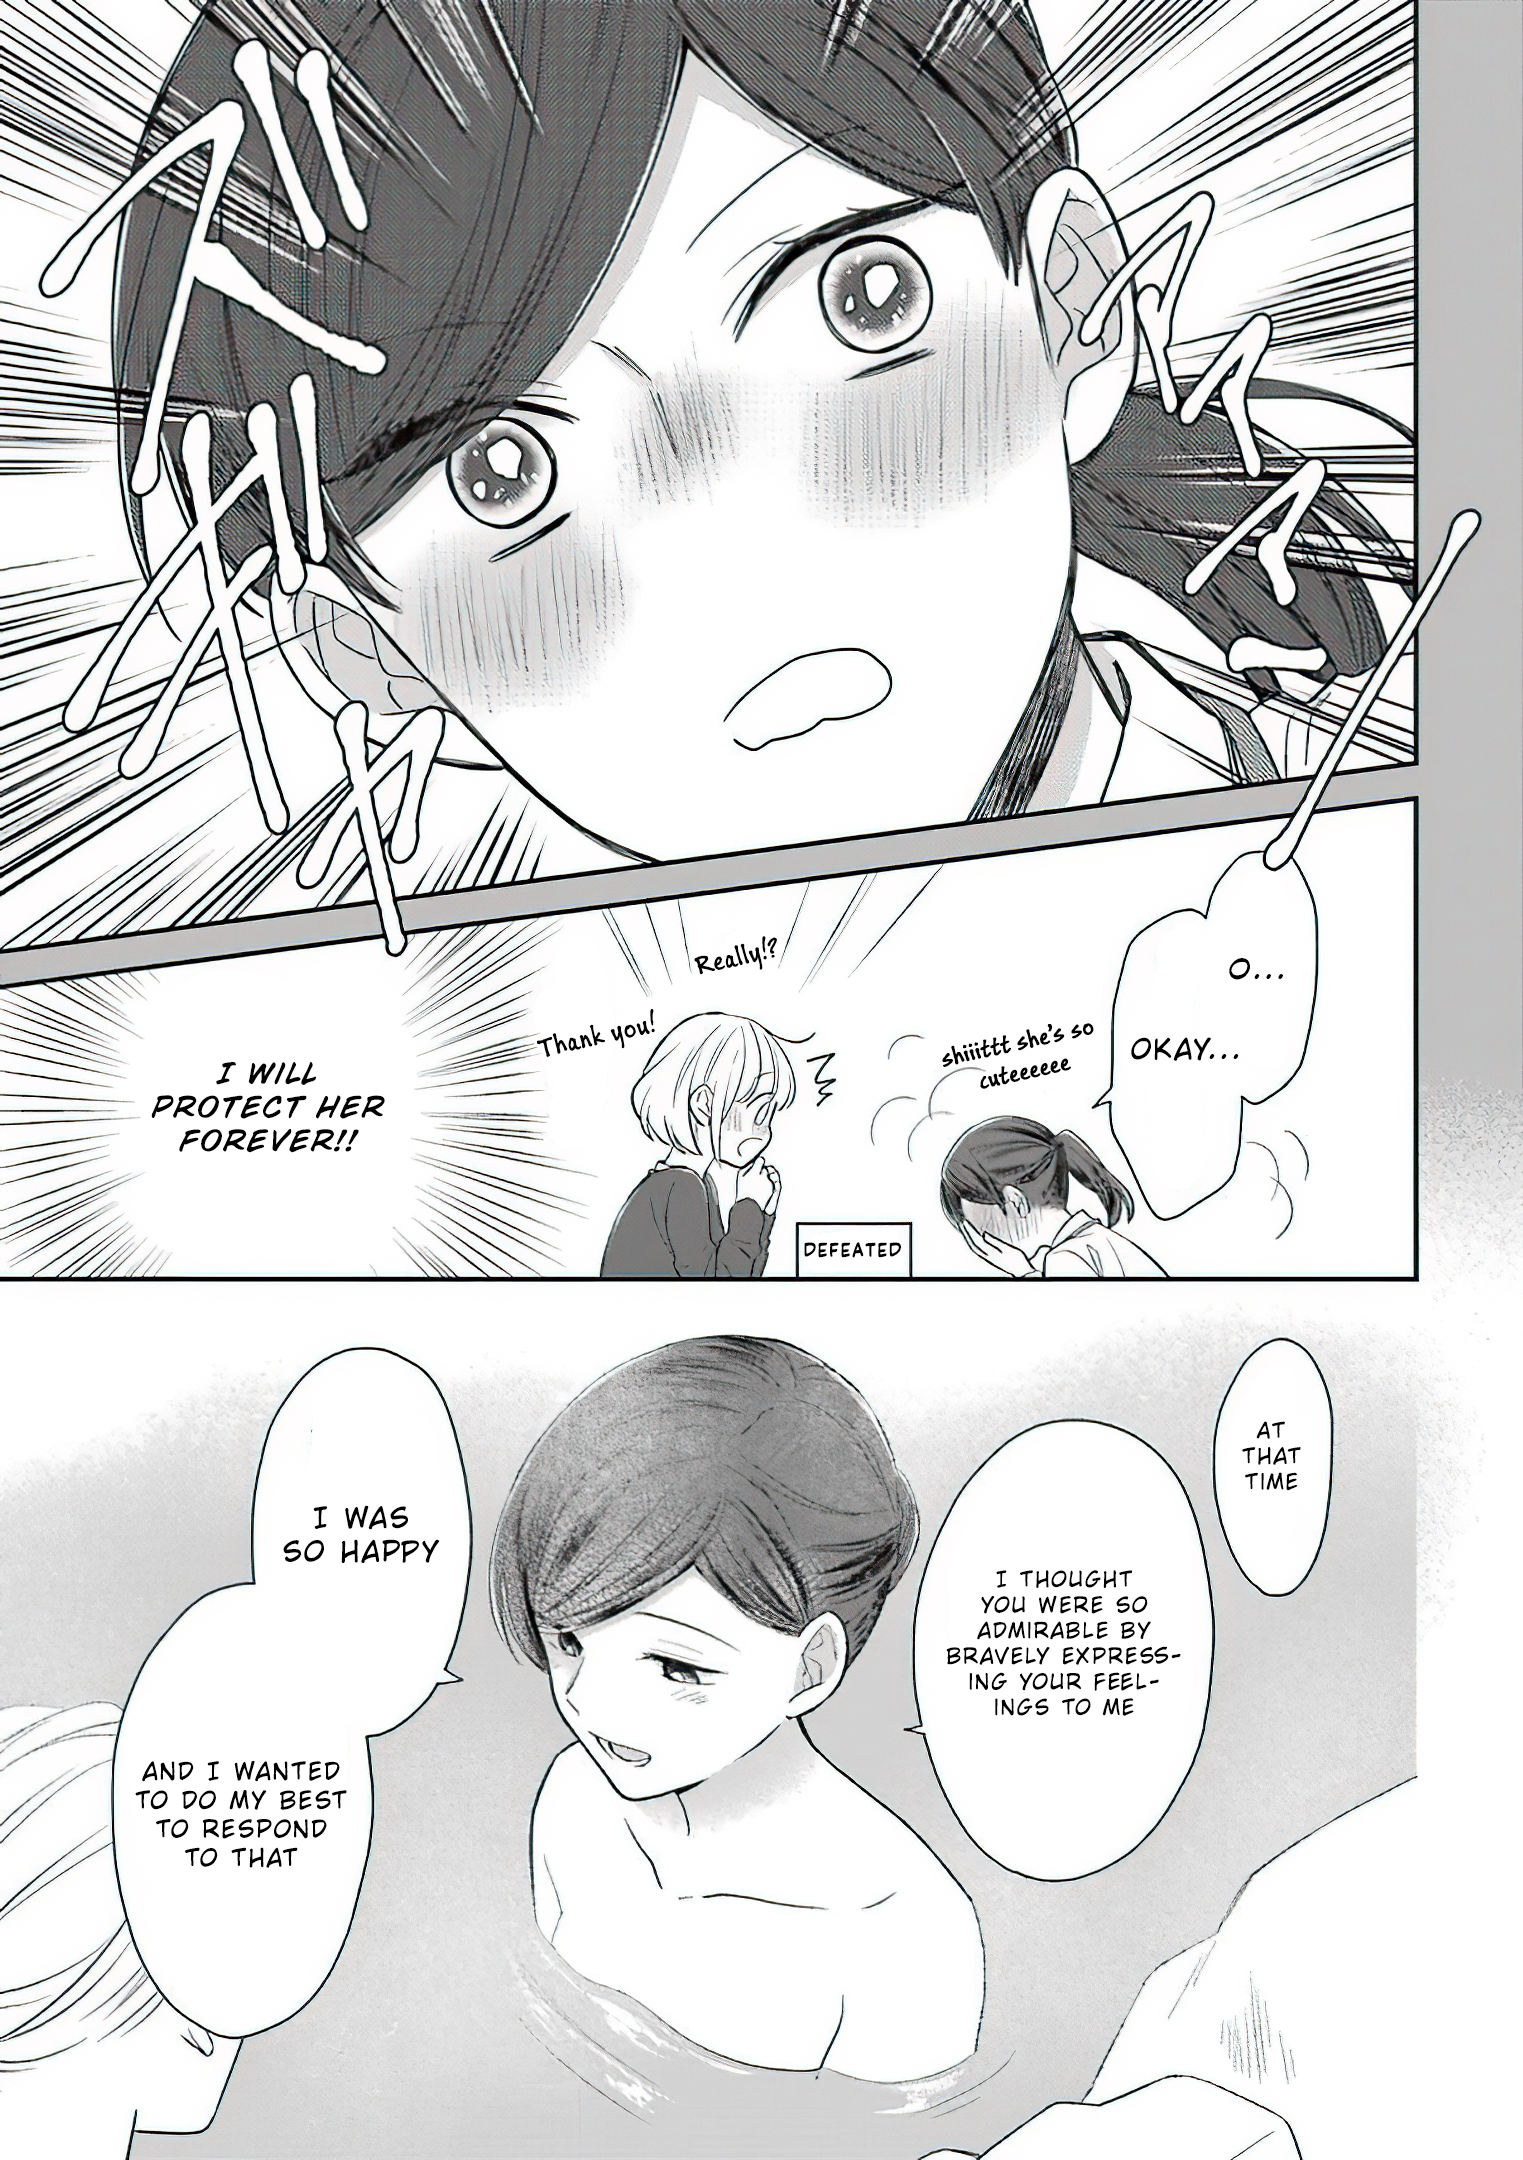 O...
OKAY...
shiiittt she's so
cuteeeeee
DEFEATED
Really!?
Thank you!
I WILL
PROTECT HER
FOREVER!!
AT
THAT
TIME
I THOUGHT
YOU WERE SO
ADMIRABLE BY
BRAVELY EXPRESS-
ING YOUR FEEL-
INGS TO ME
I WAS
SO HAPPY
AND I WANTED
TO DO MY BEST
TO RESPOND
TO THAT